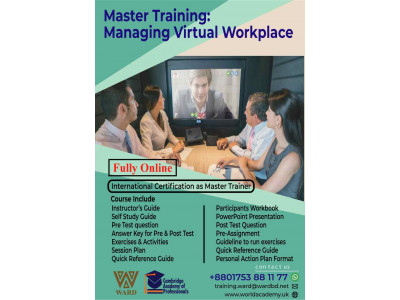 Master Training:
Managing Virtual Workplace
Fully Online
International Certification as Master Trainer
Course Include
Instructor's Guide
Self Study Guide
Pre Test question
Answer Key for Pre & Post Test
Exercises & Activities
Session Plan
Quick Reference Guide
Participants Workbook
PowerPoint Presentation
Post Test Question
Pre-Assignment
Guideline to run exercises
Quick Reference Guide
Personal Action Plan Format
contact us
+8801753 88 11 77
training.ward@wardbd.net
www.worldacademy.uk
WARD
Cambridge
Academy of
Professionals